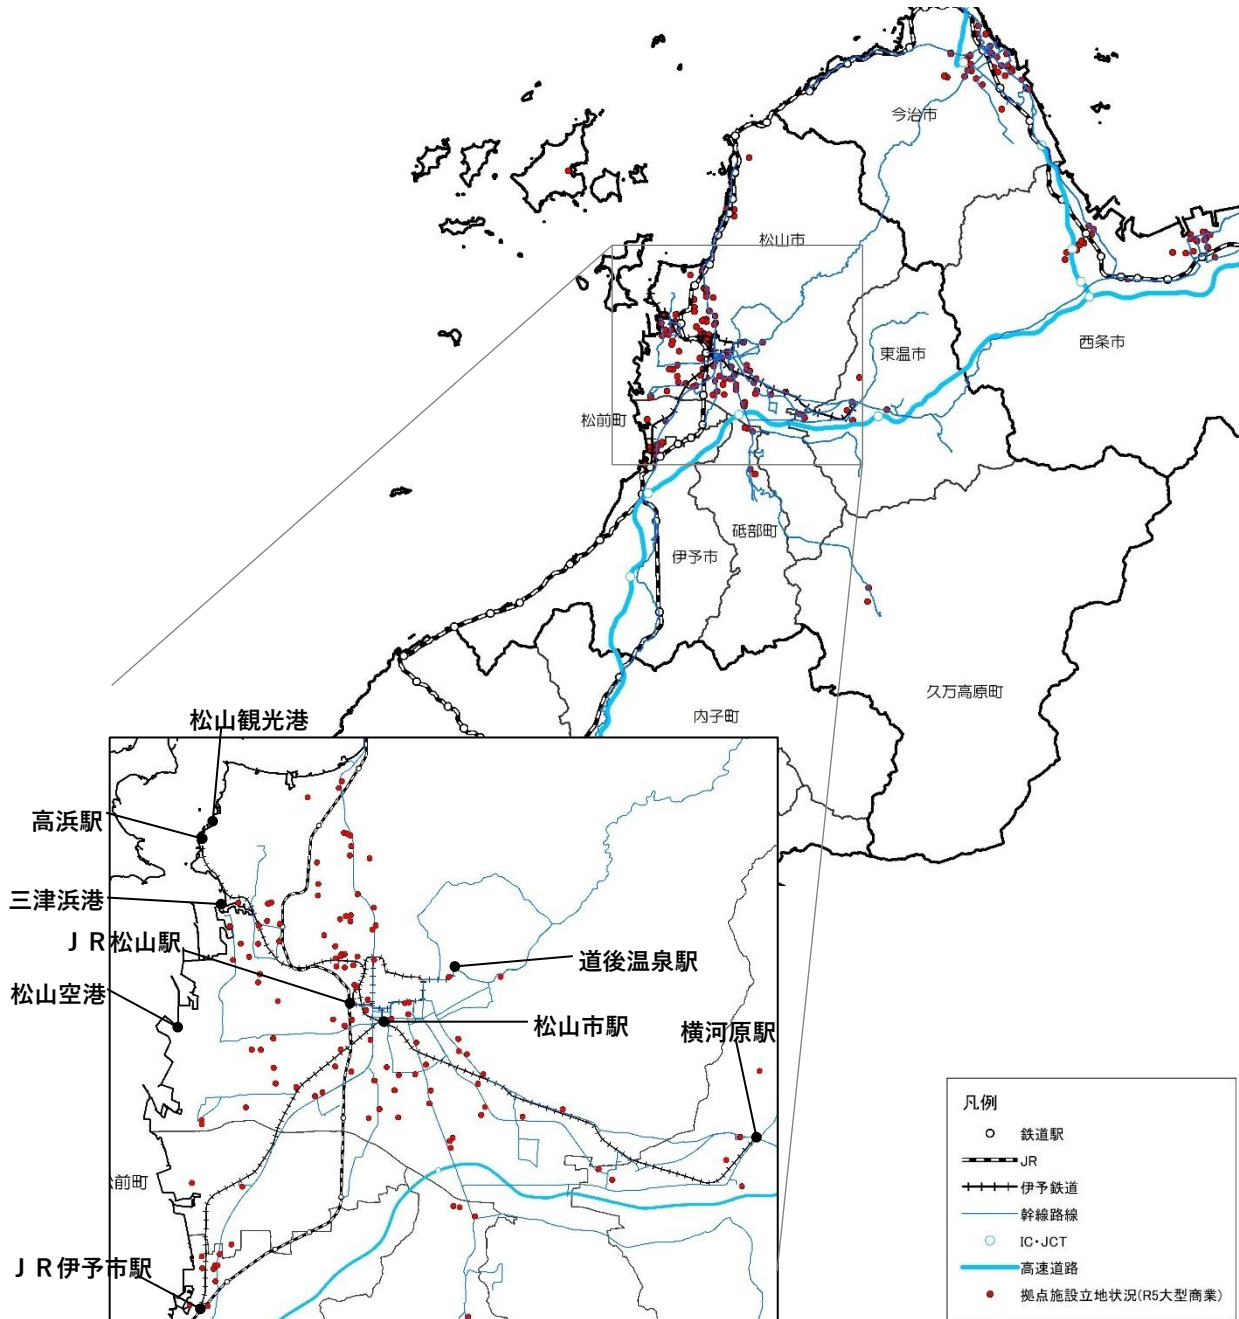 今治市
松山市
東温市
西条市
松前町
砥部町
伊予市
久万高原町
内子町
松山観光港
高浜駅
三津浜港
ＪＲ松山駅
道後温泉駅
松山空港
松山市駅
横河原駅
前町
ＪＲ伊予市駅
凡例
鉄道駅
JR
伊予鉄道
幹線路線
IC・JCT
高速道路
拠点施設立地状況(R5大型商業)